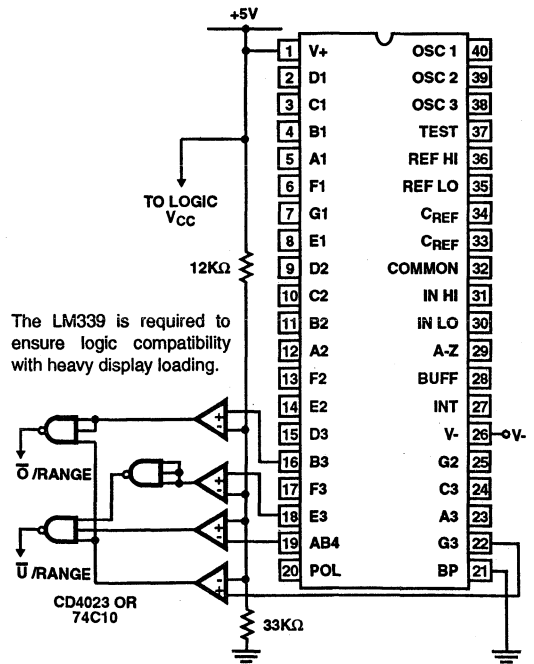 +5V
1 V+ OSC 1 40
2 D1 OSC 2 39
3 C1 OSC 3 38
4 B1 TEST 37
5 A1 REF HI 36
6 F1 REF LO 35
7 G1 CREF 34
8 E1 CREF 33
9 D2 COMMON 32
10 C2 IN HI 31
11 B2 IN LO 30
12 A2 A-Z 29
13 F2 BUFF 28
14 E2 INT 27
15 D3 V- 26 V-
16 B3 G2 25
17 F3 C3 24
18 E3 A3 23
19 AB4 G3 22
20 POL BP 21
TO LOGIC
VCC
12KΩ
The LM339 is required to
ensure logic compatibility
with heavy display loading.
+
-
O̅ /RANGE
+
-
+
-
U̅ /RANGE
+
-
CD4023 OR
74C10
33KΩ